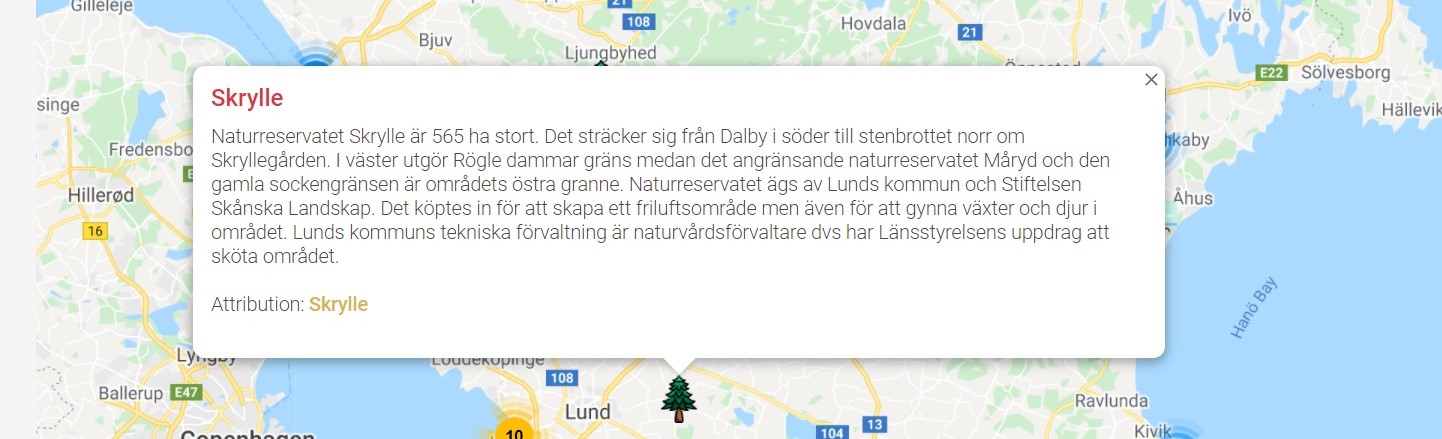 Gilleleje
Bjuv
108
Ljungbyhed
21
Hovdala
21
Ivö
E22
Sölvesborg
Hällevik
singe
Skrylle
Naturreservatet Skrylle är 565 ha stort. Det sträcker sig från Dalby i söder till stenbrottet norr om
Skryllegården. I väster utgör Rögle dammar gräns medan det angränsande naturreservatet Måryd och den
gamla sockengränsen är områdets östra granne. Naturreservatet ägs av Lunds kommun och Stiftelsen
Skånska Landskap. Det köptes in för att skapa ett friluftsområde men även för att gynna växter och djur i
området. Lunds kommuns tekniska förvaltning är naturvårdsförvaltare dvs har Länsstyrelsens uppdrag att
sköta området.
Attribution: Skrylle
Fredensbo
Hillerød
16
Åhus
Hanö Bay
Lyngby
Löddeköpinge
Ballerup
E47
108
Lund
10
Copenhagen
104
13
Ravlunda
Kivik